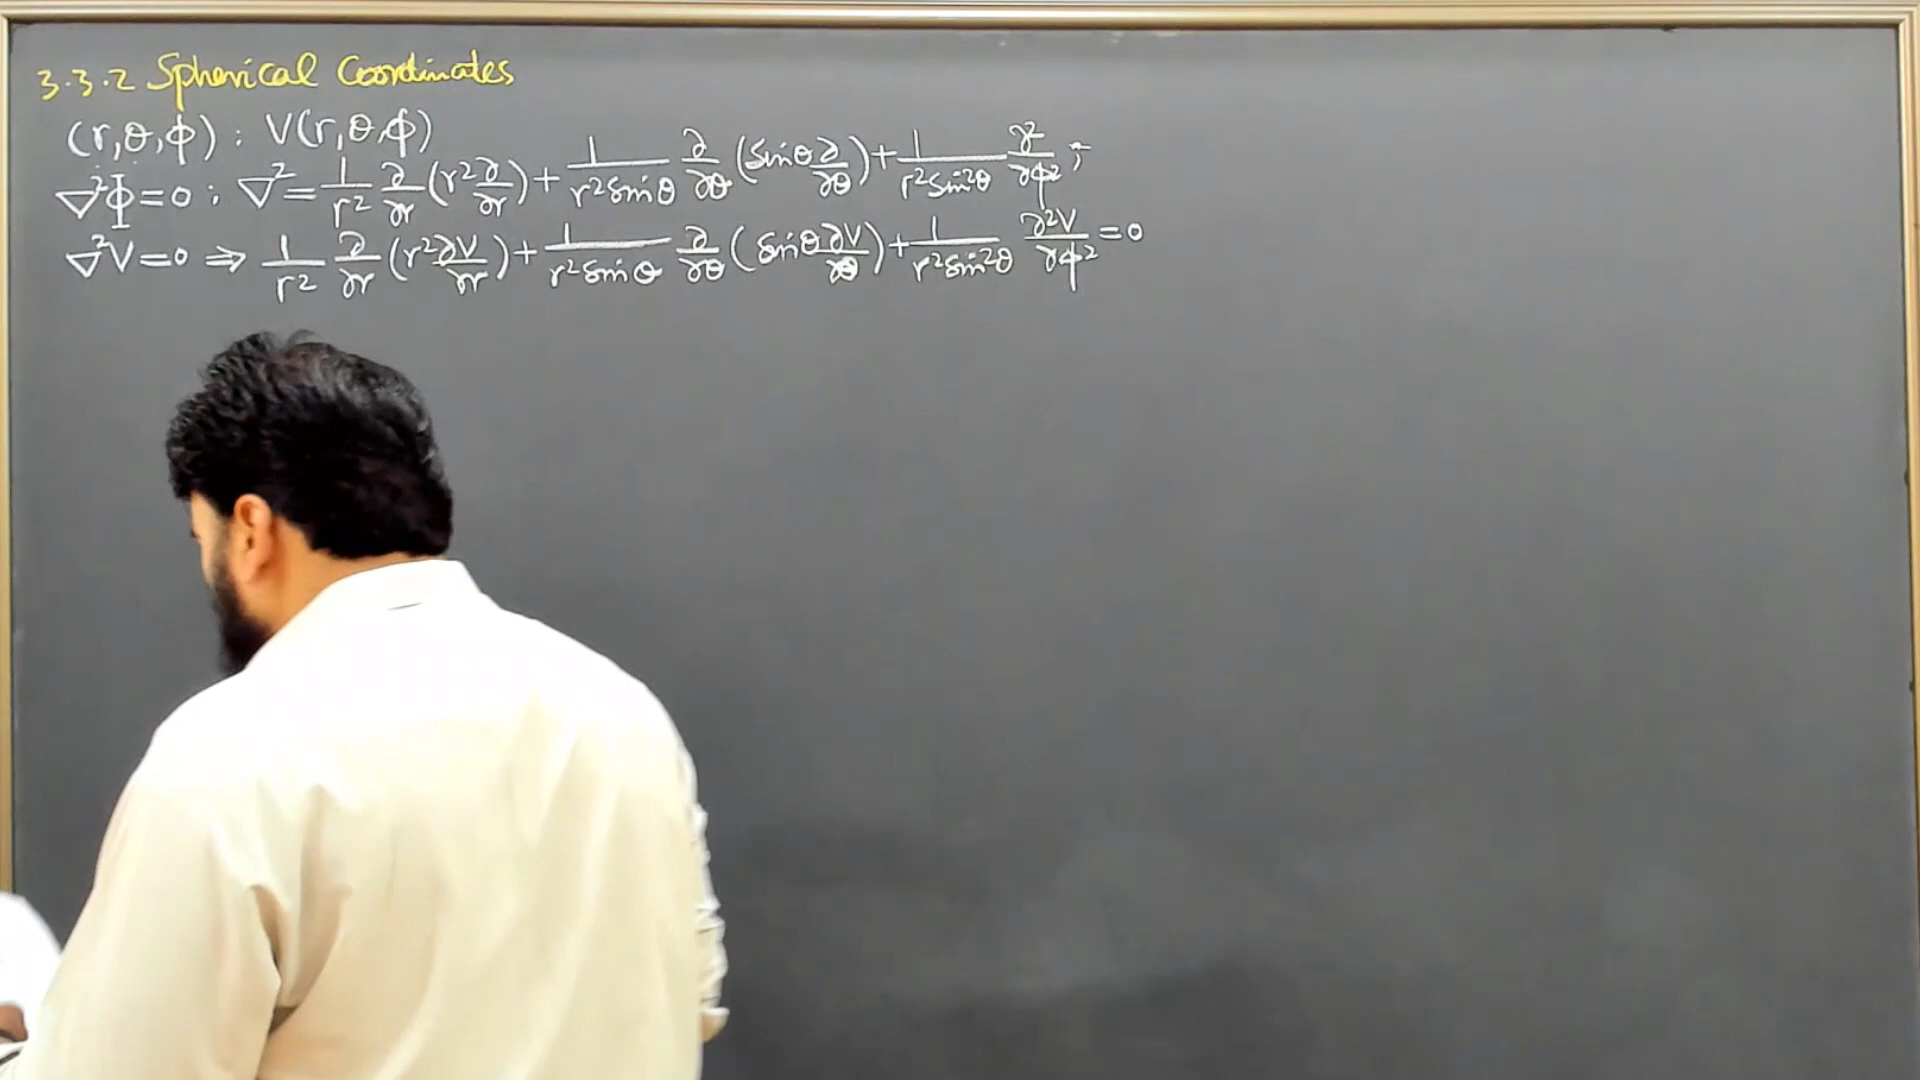 3.3.2 Spherical Coordinates
(r,θ,ϕ) : V(r,θ,ϕ)
∇²Φ=0 : ∇²= 1/r² ∂/∂r (r² ∂/∂r) + 1/(r² sinθ) ∂/∂θ (sinθ ∂/∂θ) + 1/(r² sin²θ) ∂²/∂ϕ² ;
∇²V=0 ⇒ 1/r² ∂/∂r (r² ∂V/∂r) + 1/(r² sinθ) ∂/∂θ (sinθ ∂V/∂θ) + 1/(r² sin²θ) ∂²V/∂ϕ² =0